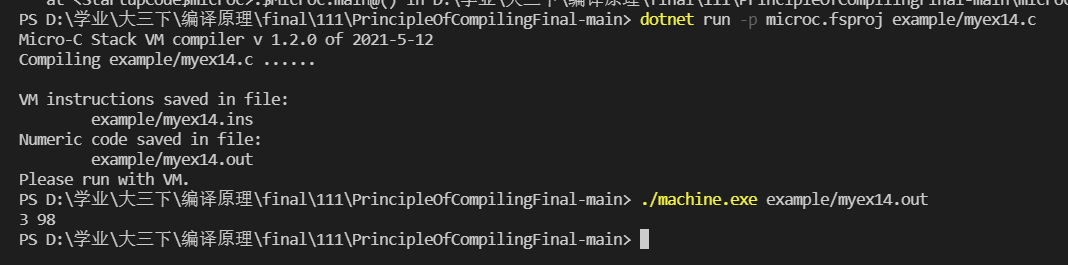 PS D:\学业\大三下\编译原理\final\111\PrincipleOfCompilingFinal-main> dotnet run -p microc.fsproj example/myex14.c
Micro-C Stack VM compiler v 1.2.0 of 2021-5-12
Compiling example/myex14.c ......
VM instructions saved in file:
example/myex14.ins
Numeric code saved in file:
example/myex14.out
Please run with VM.
PS D:\学业\大三下\编译原理\final\111\PrincipleOfCompilingFinal-main> ./machine.exe example/myex14.out
3 98
PS D:\学业\大三下\编译原理\final\111\PrincipleOfCompilingFinal-main>